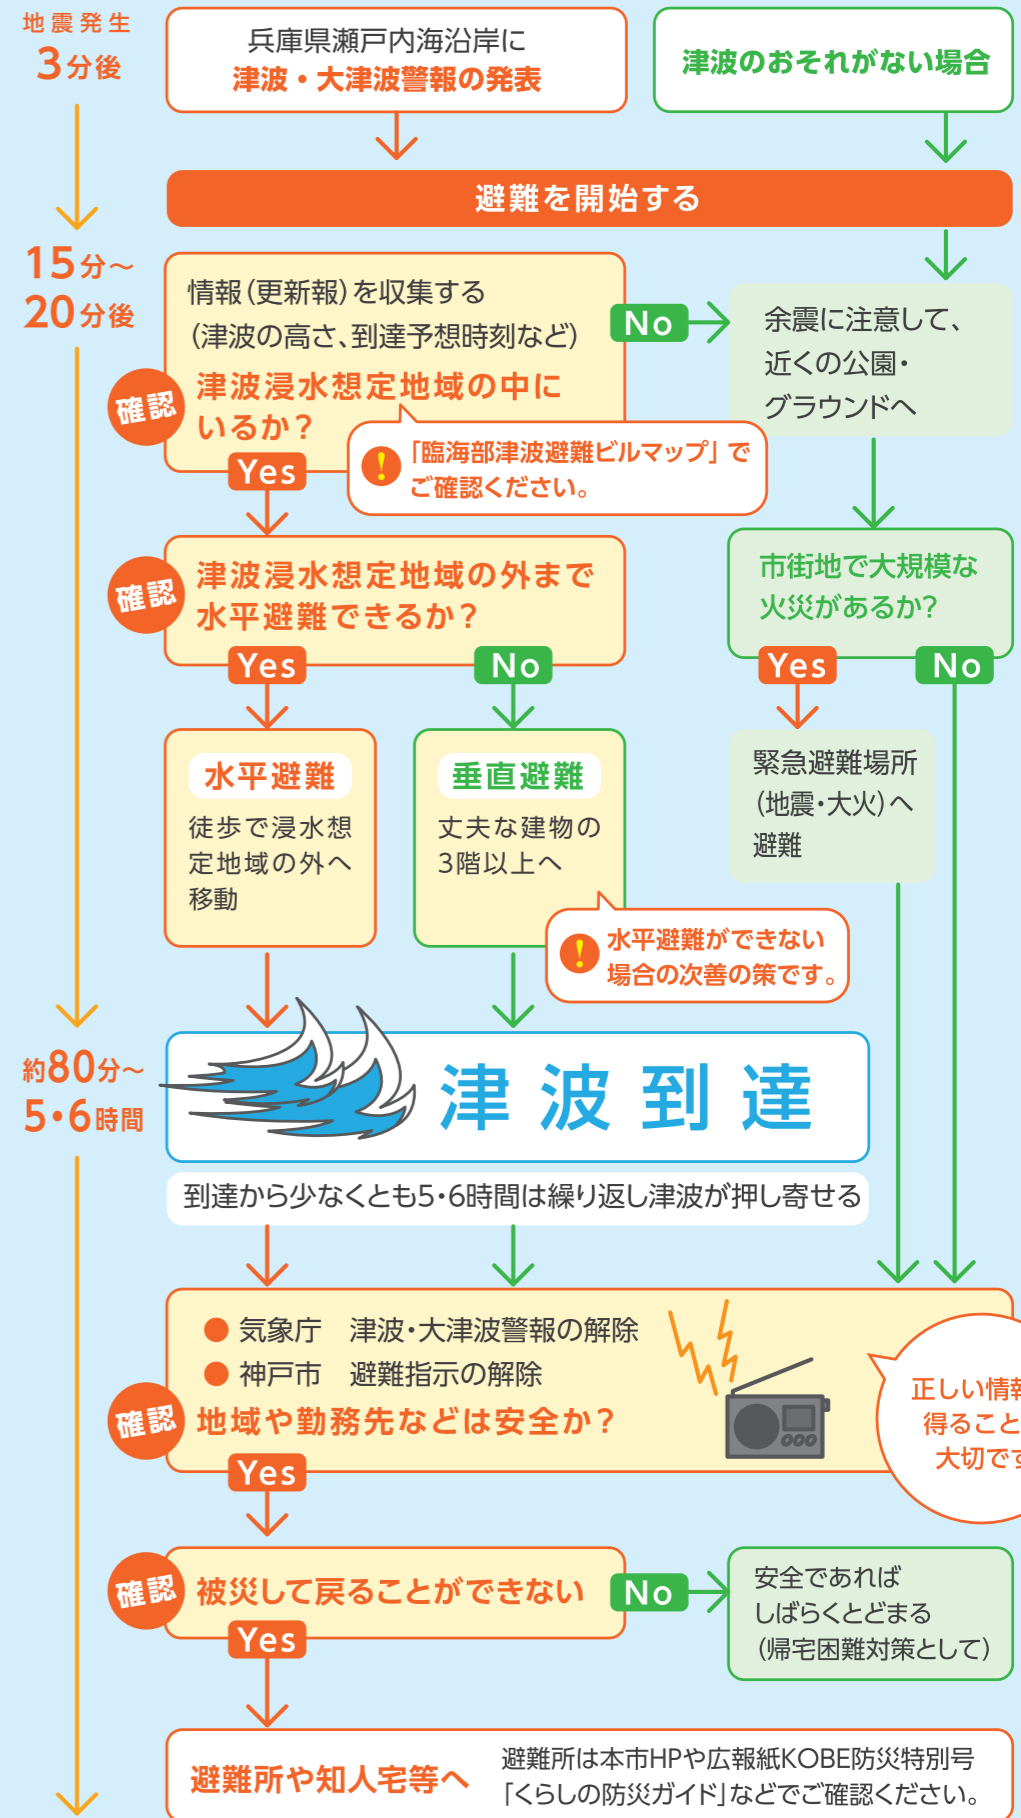 地震発生
3分後
兵庫県瀬戸内海沿岸に
津波・大津波警報の発表
津波のおそれがない場合
避難を開始する
15分～
20分後
情報（更新報）を収集する
（津波の高さ、到達予想時刻など）
確認
津波浸水想定地域の中に
いるか？
No
Yes
！
「臨海部津波避難ビルマップ」で
ご確認ください。
余震に注意して、
近くの公園・
グラウンドへ
確認
津波浸水想定地域の外まで
水平避難できるか？
Yes
No
市街地で大規模な
火災があるか？
Yes
No
水平避難
徒歩で浸水想
定地域の外へ
移動
垂直避難
丈夫な建物の
3階以上へ
！
水平避難ができない
場合の次善の策です。
緊急避難場所
（地震・大火）へ
避難
約80分～
5・6時間
津波到達
到達から少なくとも5・6時間は繰り返し津波が押し寄せる
● 気象庁　津波・大津波警報の解除
● 神戸市　避難指示の解除
確認
地域や勤務先などは安全か？
Yes
正しい情
得ること
大切です
確認
被災して戻ることができない
No
Yes
安全であれば
しばらくとどまる
（帰宅困難対策として）
避難所や知人宅等へ
避難所は本市HPや広報紙KOBE防災特別号
「くらしの防災ガイド」などでご確認ください。